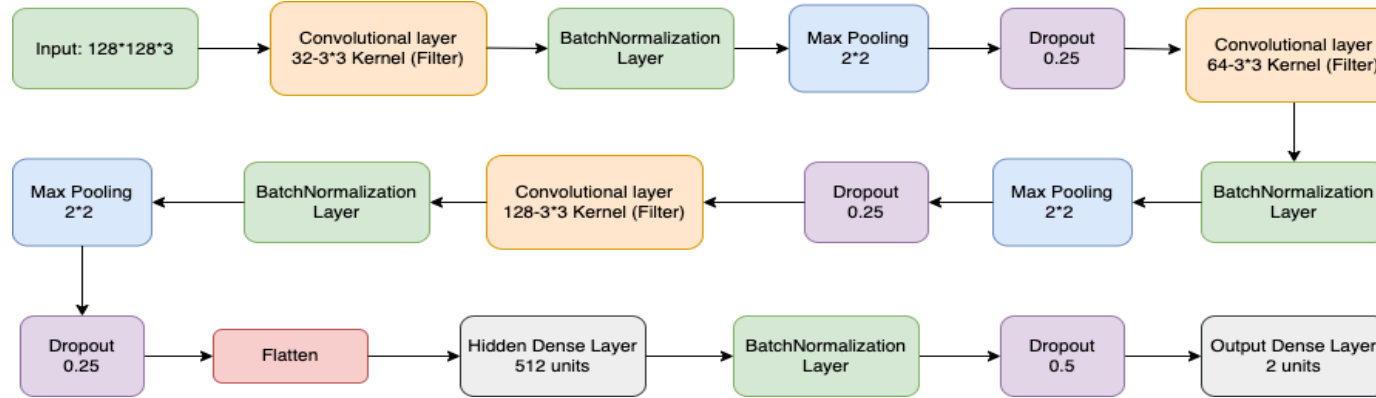 Input: 128*128*3
Convolutional layer
32-3*3 Kernel (Filter)
BatchNormalization
Layer
Max Pooling
2*2
Dropout
0.25
Convolutional layer
64-3*3 Kernel (Filter)
BatchNormalization
Layer
Max Pooling
2*2
Dropout
0.25
Convolutional layer
128-3*3 Kernel (Filter)
BatchNormalization
Layer
Max Pooling
2*2
Dropout
0.25
Flatten
Hidden Dense Layer
512 units
BatchNormalization
Layer
Dropout
0.5
Output Dense Layer
2 units